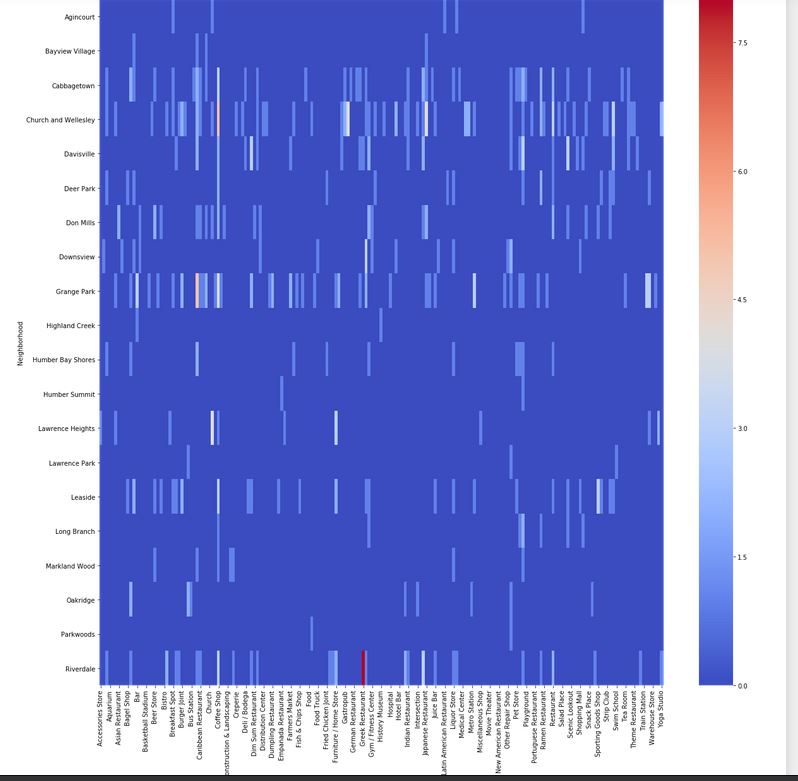 Neighborhood
Agincourt
Bayview Village
Cabbagetown
Church and Wellesley
Davisville
Deer Park
Don Mills
Downsview
Grange Park
Highland Creek
Humber Bay Shores
Humber Summit
Lawrence Heights
Lawrence Park
Leaside
Long Branch
Markland Wood
Oakridge
Parkwoods
Riverdale
Accessories Store
Aquarium
Asian Restaurant
Bagel Shop
Bar
Basketball Stadium
Beer Store
Bistro
Breakfast Spot
Burger Joint
Bus Station
Caribbean Restaurant
Church
Coffee Shop
onstruction & Landscaping
Creperie
Deli / Bodega
Dim Sum Restaurant
Distribution Center
Dumpling Restaurant
Empanada Restaurant
Farmers Market
Fish & Chips Shop
Food
Food Truck
Fried Chicken Joint
Furniture / Home Store
Gastropub
German Restaurant
Greek Restaurant
Gym / Fitness Center
History Museum
Hospital
Hotel Bar
Indian Restaurant
Intersection
Japanese Restaurant
Juice Bar
Latin American Restaurant
Liquor Store
Medical Center
Metro Station
Miscellaneous Shop
Movie Theater
New American Restaurant
Other Repair Shop
Pet Store
Playground
Portuguese Restaurant
Ramen Restaurant
Salad Place
Scenic Lookout
Shopping Mall
Snack Place
Sporting Goods Shop
Strip Club
Swim School
Tea Room
Theme Restaurant
Train Station
Warehouse Store
Yoga Studio
7.5
6.0
4.5
3.0
1.5
0.0